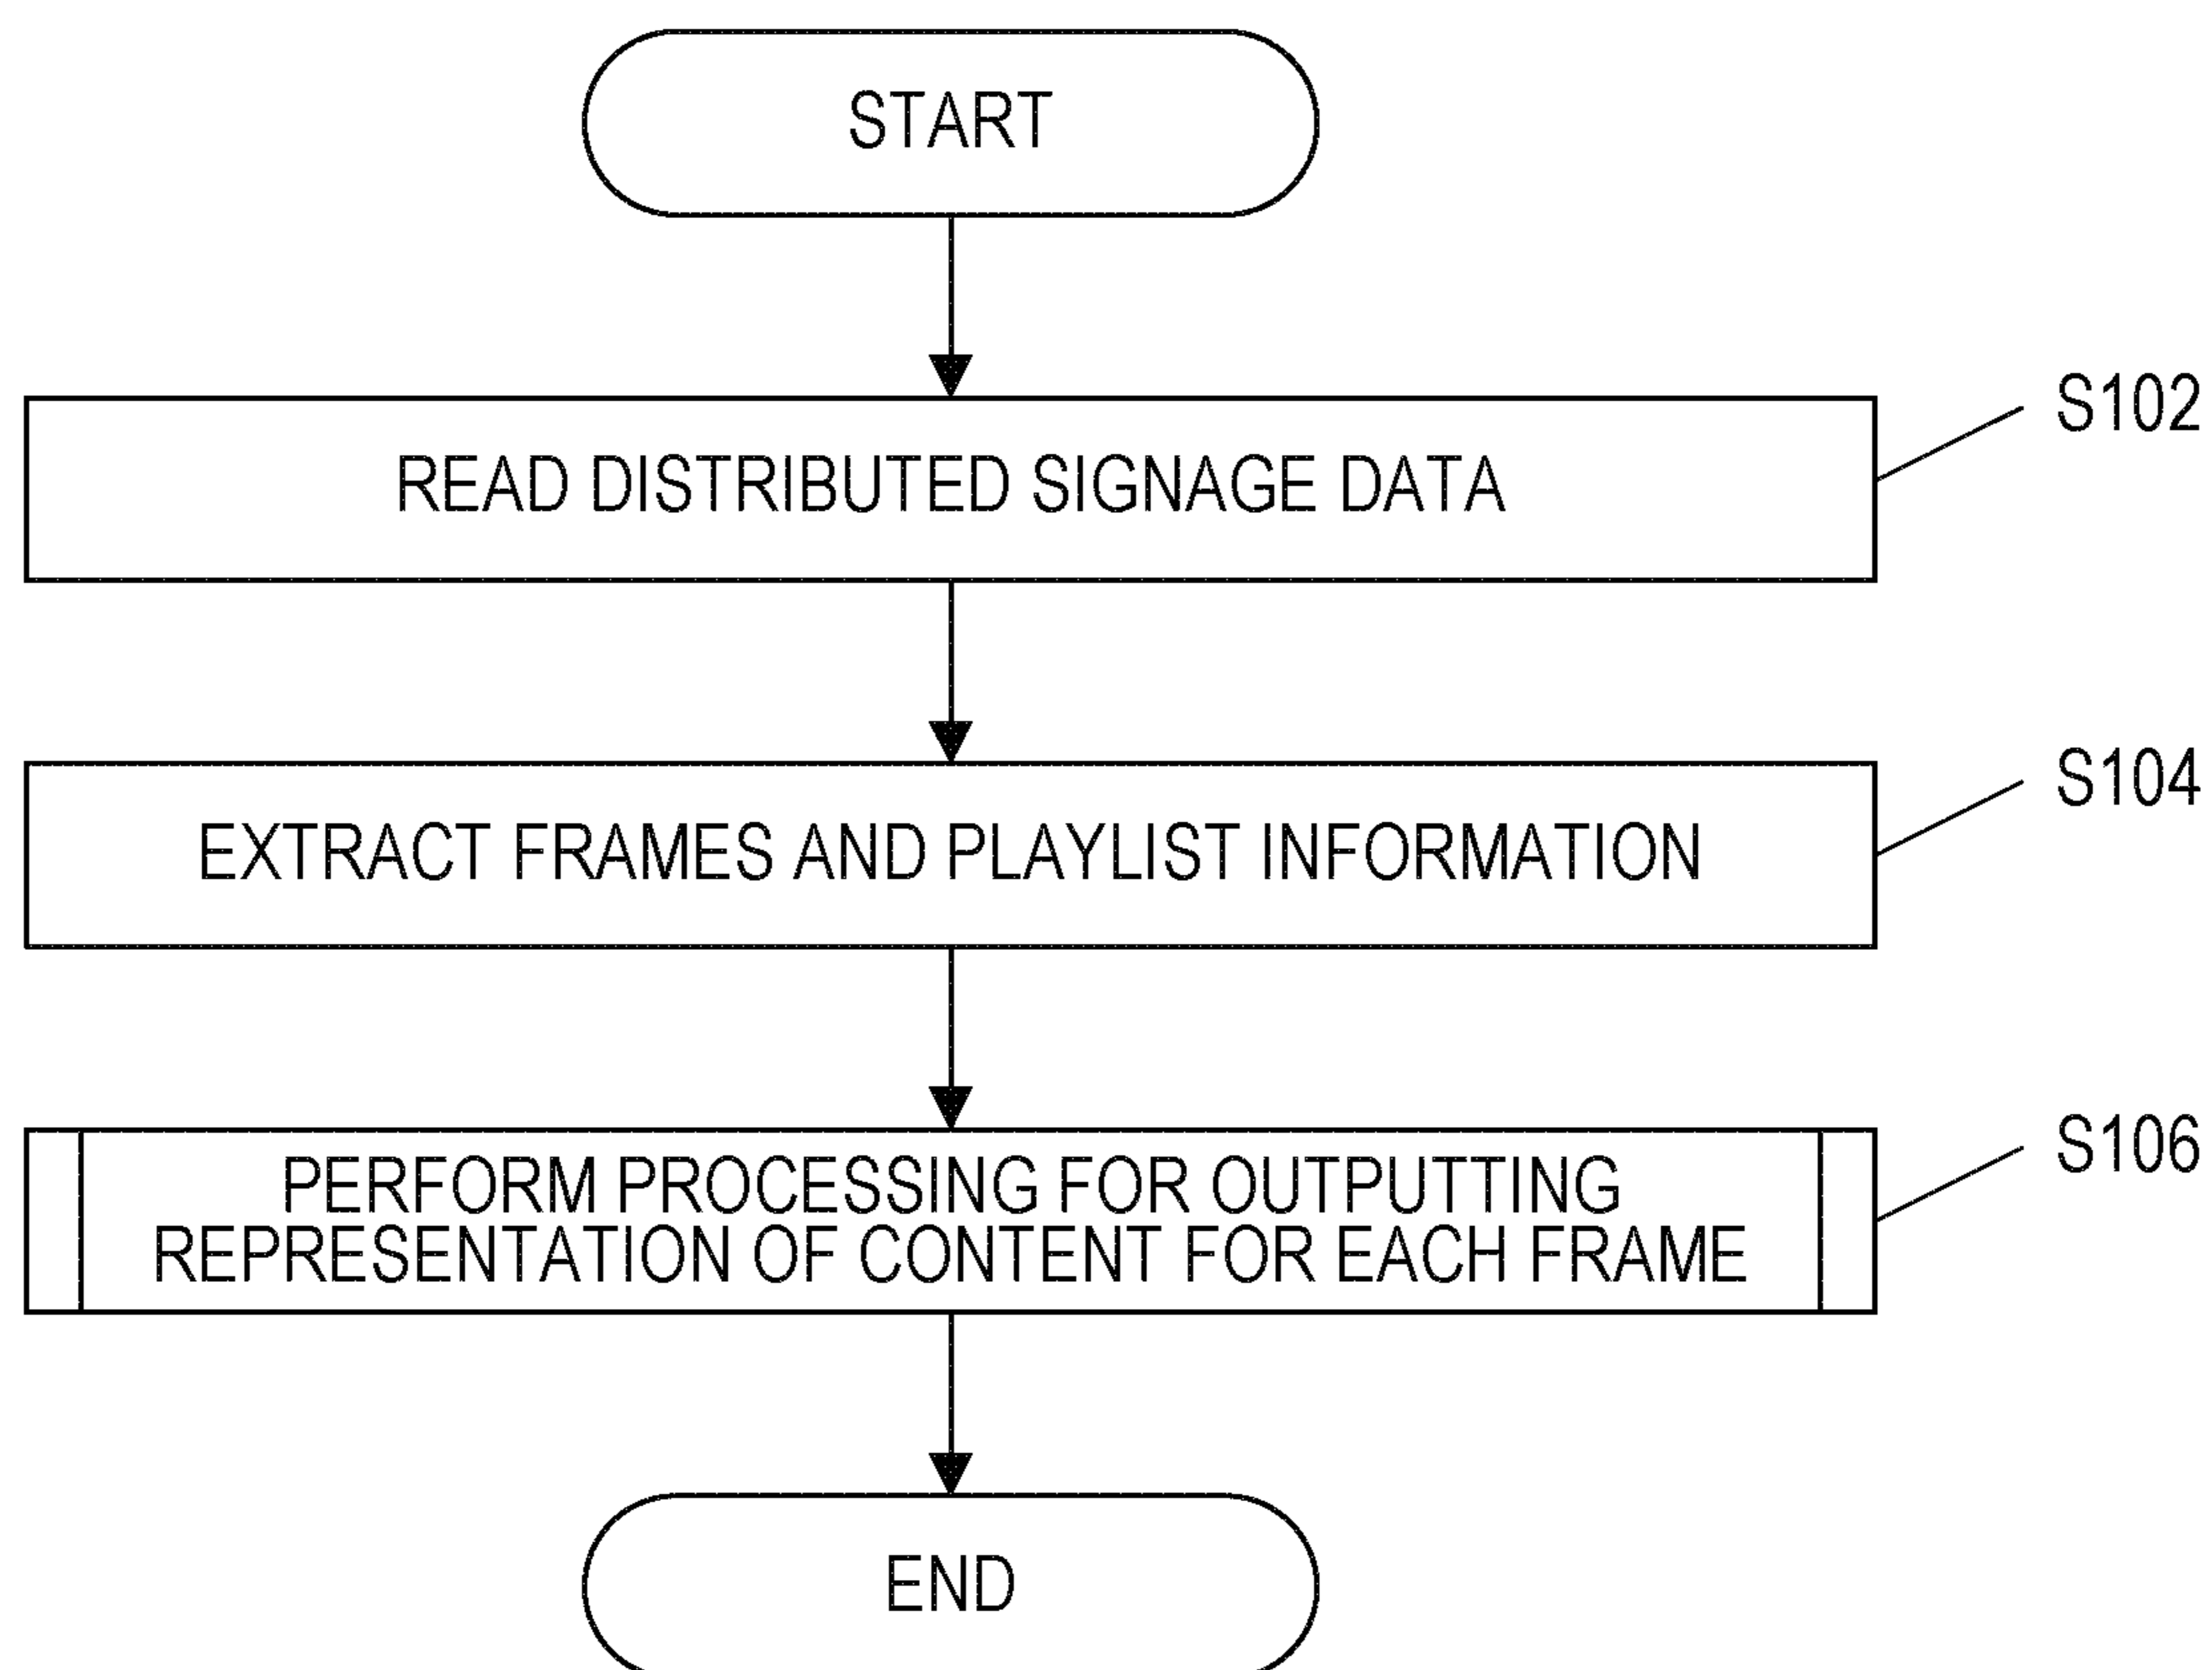 START
READ DISTRIBUTED SIGNAGE DATA
S102
EXTRACT FRAMES AND PLAYLIST INFORMATION
S104
PERFORM PROCESSING FOR OUTPUTTING
REPRESENTATION OF CONTENT FOR EACH FRAME
S106
END